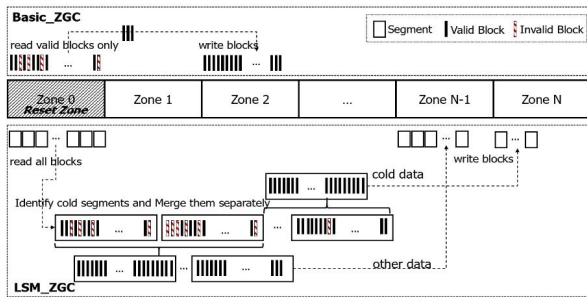 Basic_ZGC
Segment
Valid Block
Invalid Block
read valid blocks only
write blocks
...
...
Zone 0
Reset Zone
Zone 1
Zone 2
...
Zone N-1
Zone N
...
...
...
read all blocks
write blocks
cold data
...
Identify cold segments and Merge them separately
...
...
...
...
...
...
...
other data
LSM_ZGC